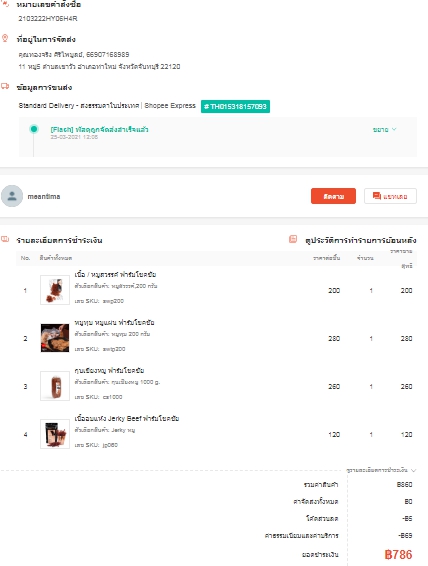 หมายเลขคำสั่งซื้อ
2103222HY06H4R
ที่อยู่ในการจัดส่ง
คุณทองจริง ศิริไพบูลย์, 66907168989
11 หมู่5 ตำบลเขาวัว อำเภอท่าใหม่ จังหวัดจันทบุรี 22120
ข้อมูลการขนส่ง
Standard Delivery - ส่งธรรมดาในประเทศ | Shopee Express # TH015318157093
[Flash] พัสดุถูกจัดส่งสำเร็จแล้ว ขยาย
25-03-2021 12:05
meantima ติดตาม แชทเลย
รายละเอียดการชำระเงิน ดูประวัติการทำรายการย้อนหลัง
No. สินค้าทั้งหมด ราคาต่อชิ้น จำนวน ราคาขายสุทธิ
1 เนื้อ / หมูสวรรค์ ฟาร์มโชคชัย 200 1 200
ตัวเลือกสินค้า: หมูสวรรค์,200 กรัม
เลข SKU: swp200
2 หมูทุบ หมูแผ่น ฟาร์มโชคชัย 280 1 280
ตัวเลือกสินค้า: หมูทุบ 200 กรัม
เลข SKU: swtp200
3 กุนเชียงหมู ฟาร์มโชคชัย 260 1 260
ตัวเลือกสินค้า: กุนเชียงหมู 1000 g.
เลข SKU: cs1000
4 เนื้ออบแห้ง Jerky Beef ฟาร์มโชคชัย 120 1 120
ตัวเลือกสินค้า: Jerky หมู
เลข SKU: jp060
ดูรายละเอียดการชำระเงิน
รวมค่าสินค้า ฿860
ค่าจัดส่งทั้งหมด ฿0
โค้ดส่วนลด -฿5
ค่าธรรมเนียมและค่าบริการ -฿69
ยอดชำระเงิน ฿786